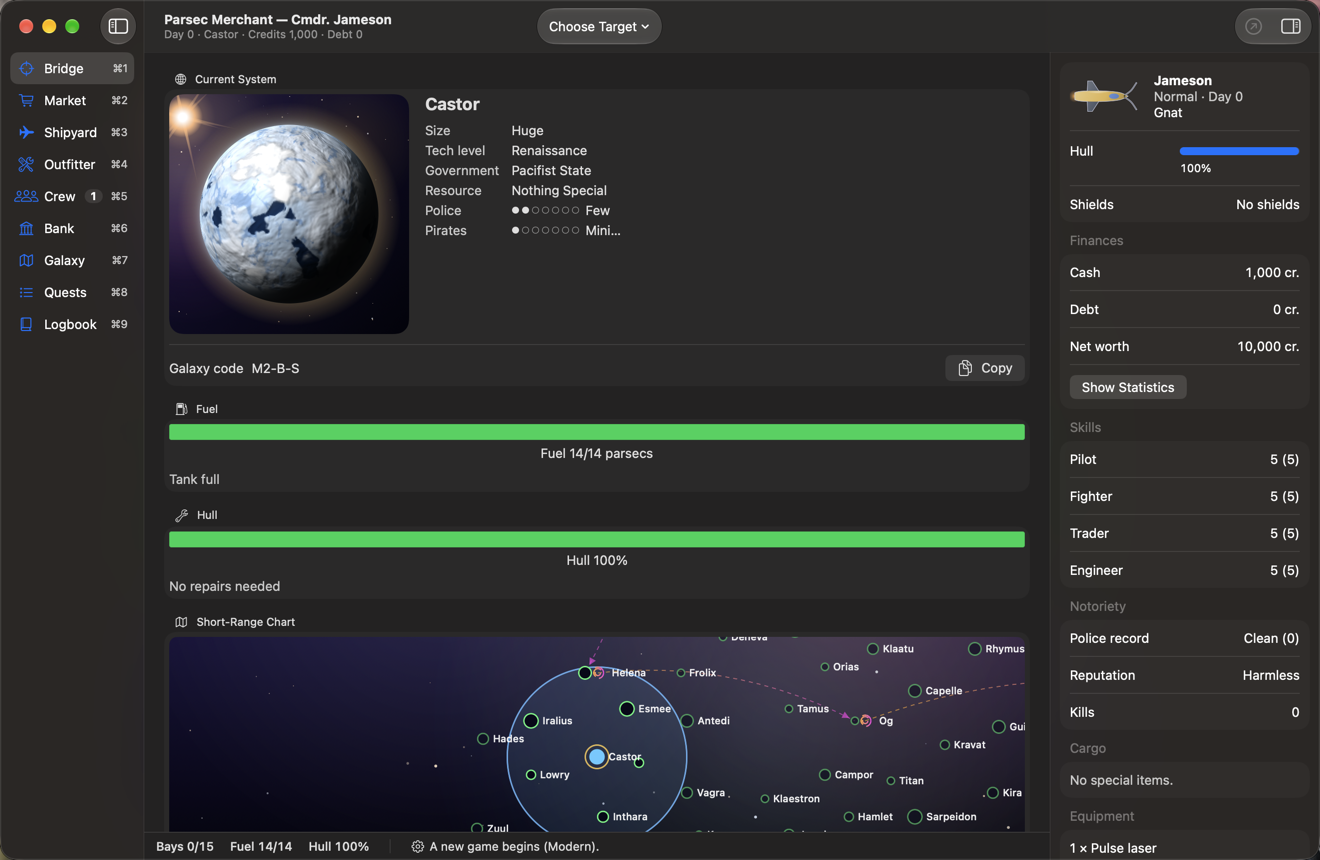 Parsec Merchant — Cmdr. Jameson
Day 0 · Castor · Credits 1,000 · Debt 0
Choose Target
Bridge ⌘1
Market ⌘2
Shipyard ⌘3
Outfitter ⌘4
Crew 1 ⌘5
Bank ⌘6
Galaxy ⌘7
Quests ⌘8
Logbook ⌘9
Current System
Castor
Size Huge
Tech level Renaissance
Government Pacifist State
Resource Nothing Special
Police Few
Pirates Mini...
Galaxy code M2-B-S
Copy
Fuel
Fuel 14/14 parsecs
Tank full
Hull
Hull 100%
No repairs needed
Short-Range Chart
Deneva
Klaatu
Rhymus
Helena
Frolix
Orias
Capelle
Iralius
Esmee
Antedi
Tamus
Og
Gui
Hades
Kravat
Castor
Lowry
Campor
Titan
Vagra
Klaestron
Kira
Inthara
Hamlet
Sarpeidon
Zuul
Bays 0/15 Fuel 14/14 Hull 100% A new game begins (Modern).
Jameson
Normal · Day 0
Gnat
Hull
100%
Shields No shields
Finances
Cash 1,000 cr.
Debt 0 cr.
Net worth 10,000 cr.
Show Statistics
Skills
Pilot 5 (5)
Fighter 5 (5)
Trader 5 (5)
Engineer 5 (5)
Notoriety
Police record Clean (0)
Reputation Harmless
Kills 0
Cargo
No special items.
Equipment
1 × Pulse laser